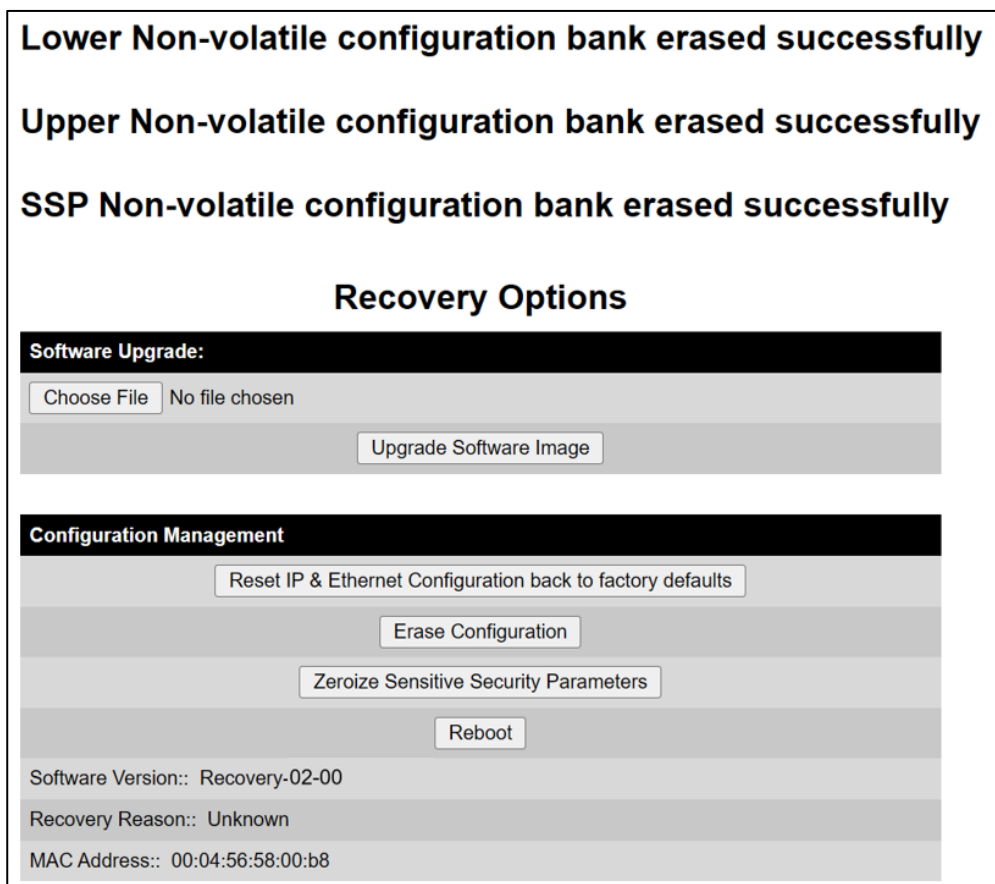 Lower Non-volatile configuration bank erased successfully
Upper Non-volatile configuration bank erased successfully
SSP Non-volatile configuration bank erased successfully
Recovery Options
Software Upgrade:
Choose File No file chosen
Upgrade Software Image
Configuration Management
Reset IP & Ethernet Configuration back to factory defaults
Erase Configuration
Zeroize Sensitive Security Parameters
Reboot
Software Version:: Recovery-02-00
Recovery Reason:: Unknown
MAC Address:: 00:04:56:58:00:b8